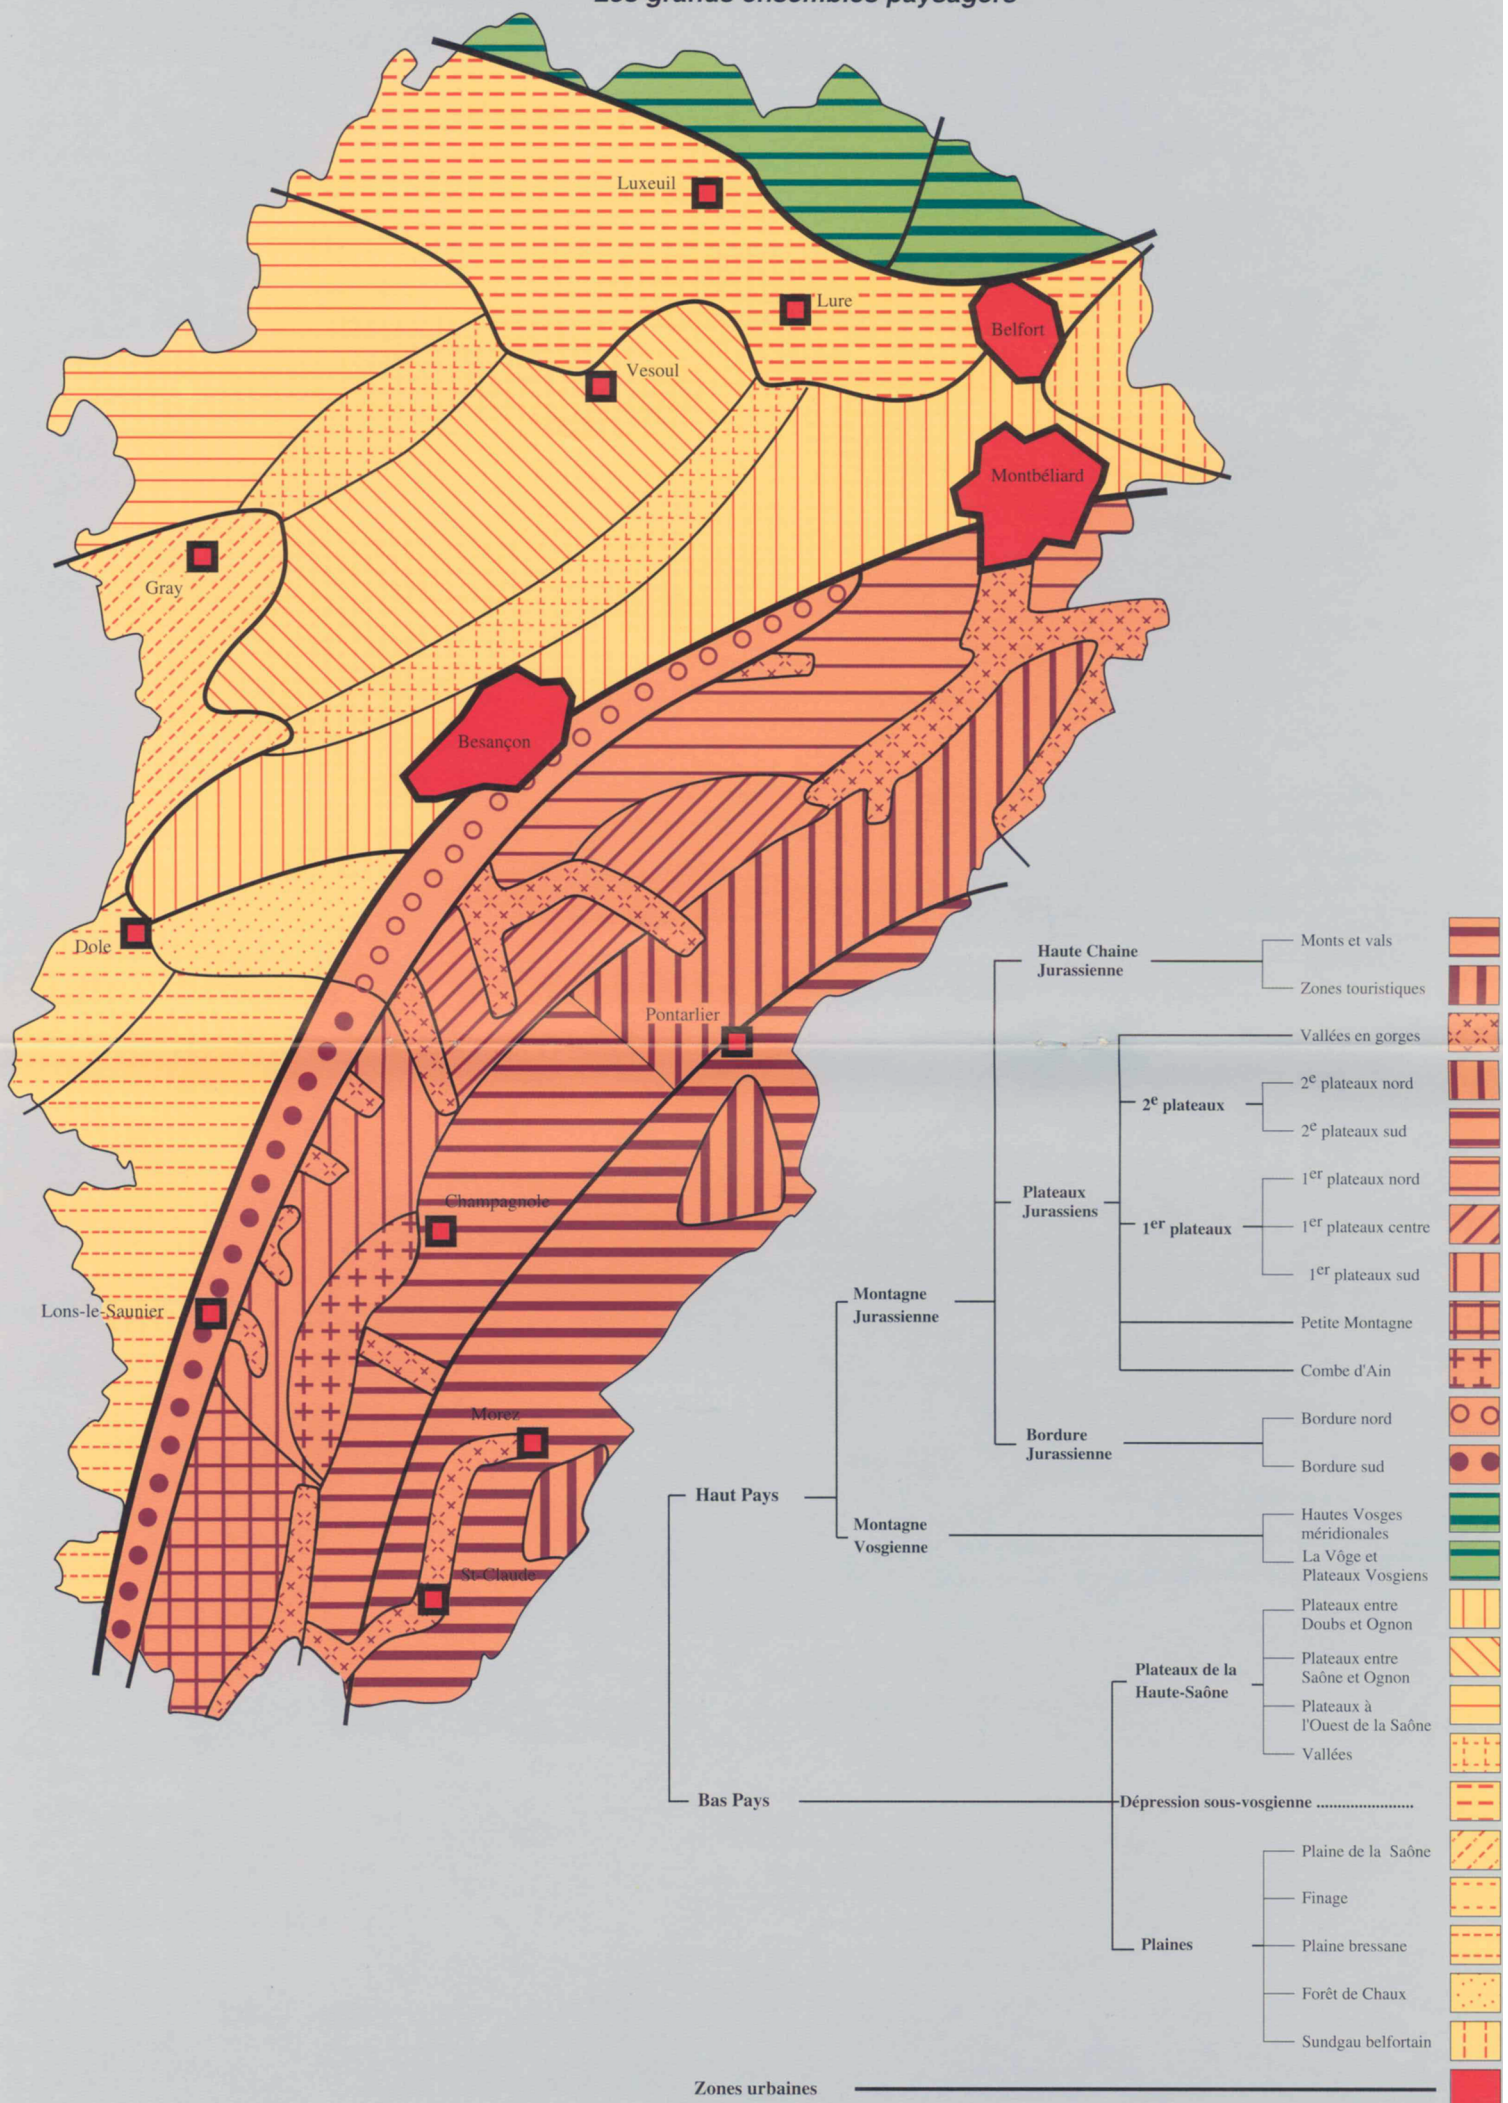 Les grands ensembles paysagers
Luxeuil
Lure
Belfort
Vesoul
Montbéliard
Gray
Besançon
Dole
Pontarlier
Champagnole
Lons-le-Saunier
Morez
St-Claude
Haut Pays
Bas Pays
Montagne
Jurassienne
Montagne
Vosgienne
Haute Chaine
Jurassienne
Plateaux
Jurassiens
Bordure
Jurassienne
2e plateaux
1er plateaux
Monts et vals
Zones touristiques
Vallées en gorges
2e plateaux nord
2e plateaux sud
1er plateaux nord
1er plateaux centre
1er plateaux sud
Petite Montagne
Combe d'Ain
Bordure nord
Bordure sud
Hautes Vosges
méridionales
La Vôge et
Plateaux Vosgiens
Plateaux de la
Haute-Saône
Plateaux entre
Doubs et Ognon
Plateaux entre
Saône et Ognon
Plateaux à
l'Ouest de la Saône
Vallées
Dépression sous-vosgienne .......................
Plaines
Plaine de la Saône
Finage
Plaine bressane
Forêt de Chaux
Sundgau belfortain
Zones urbaines